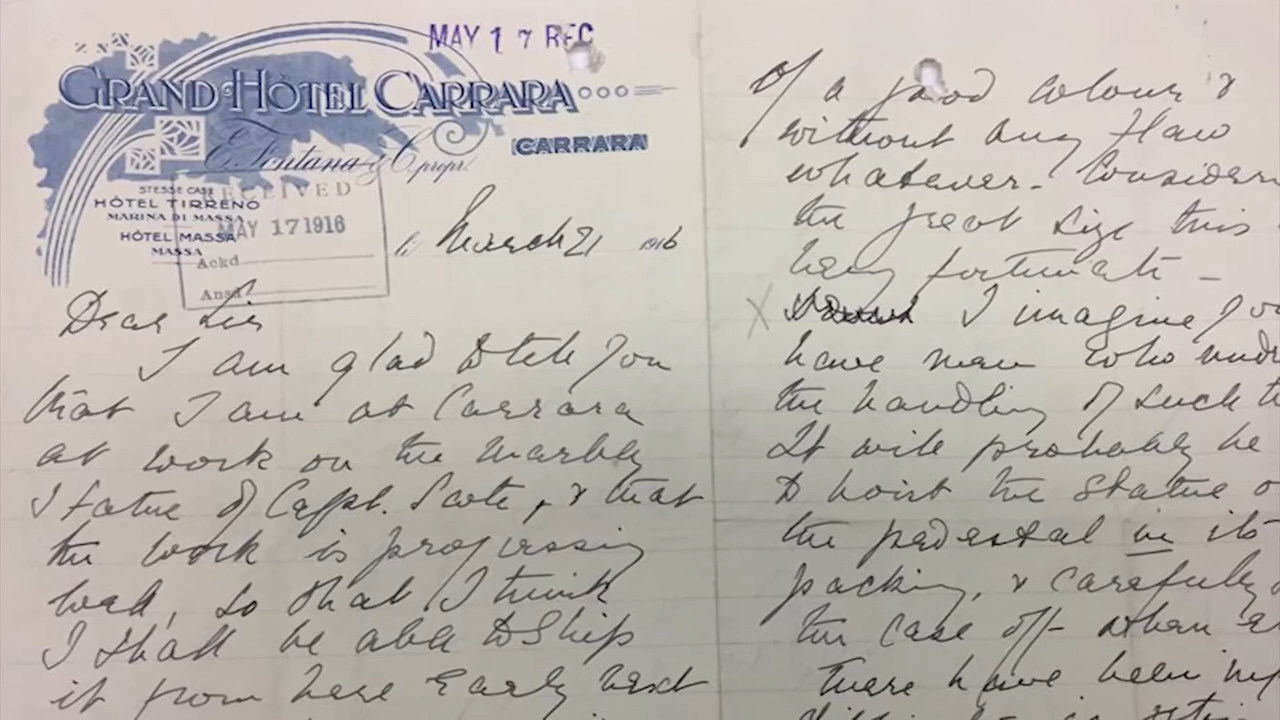 MAY 17 REC
GRAND HÔTEL CARRARA
CARRARA
E. Fontana & C. propr.
STESSE CASE
HÔTEL TIRRENO
MARINA DI MASSA
HÔTEL MASSA
MASSA
RECEIVED
MAY 17 1916
Ackd
Ansd
March 21 1916
Dear Sir
I am glad to tell you
that I am at Carrara
at work on the marble
Statue of Capt. Scott, & that
the work is progressing
well, so that I think
I shall be able to ship
it from here early next
of a good colour &
without any flaw
whatever - Consider
the great size this
being fortunate -
X I imagine yo
have men who und
the handling of such th
It will probably be
to hoist the statue o
the pedestal in its
packing, & carefully
the case off - when
there have been